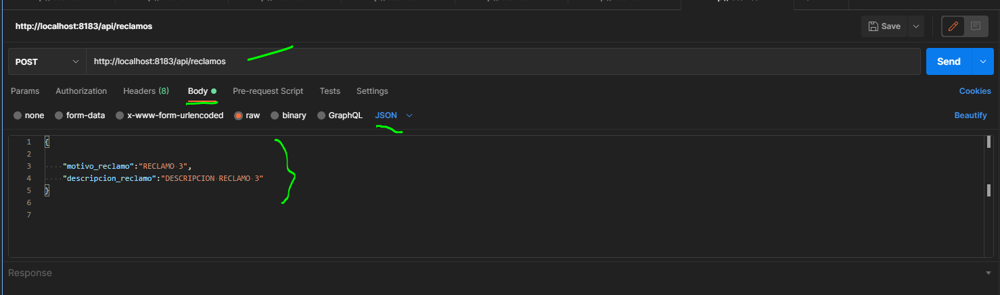 http://localhost:8183/api/reclamos Save
POST http://localhost:8183/api/reclamos Send
Params Authorization Headers (8) Body Pre-request Script Tests Settings Cookies
none form-data x-www-form-urlencoded raw binary GraphQL JSON Beautify
1 {
2
3 "motivo_reclamo":"RECLAMO 3",
4 "descripcion_reclamo":"DESCRIPCION RECLAMO 3"
5 }
6
7
Response